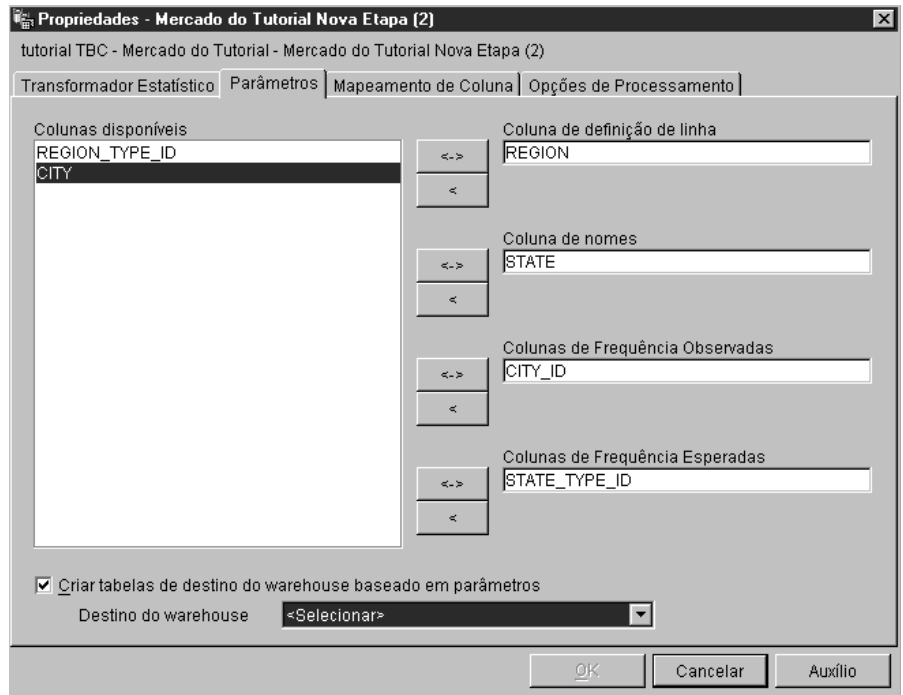 Propriedades - Mercado do Tutorial Nova Etapa (2)
tutorial TBC - Mercado do Tutorial - Mercado do Tutorial Nova Etapa (2)
Transformador Estatístico Parâmetros Mapeamento de Coluna Opções de Processamento
Colunas disponíveis
REGION_TYPE_ID
CITY
<->
<
Coluna de definição de linha
REGION
<->
<
Coluna de nomes
STATE
<->
<
Colunas de Frequência Observadas
CITY_ID
<->
<
Colunas de Frequência Esperadas
STATE_TYPE_ID
Criar tabelas de destino do warehouse baseado em parâmetros
Destino do warehouse <Selecionar>
OK Cancelar Auxílio